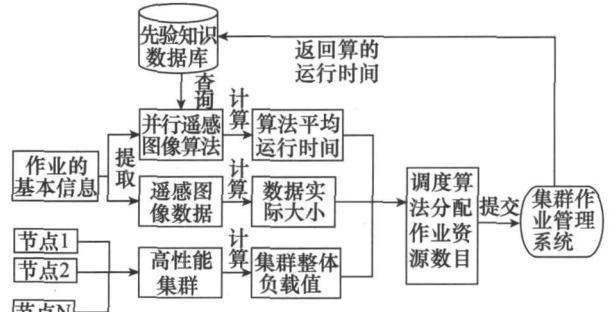 先验知识
数据库
返回算的
运行时间
查询
并行遥感
图像算法
计算
算法平均
运行时间
作业的
基本信息
提取
遥感图
像数据
计算
数据实
际大小
调度算
法分配
作业资
源数目
提交
集群作
业管理
系统
节点1
节点2
节点N
高性能
集群
计算
集群整体
负载值